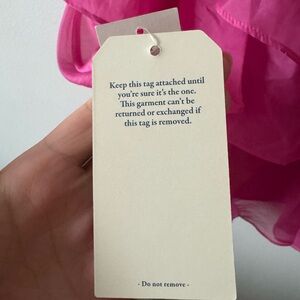 Keep this tag attached until
you're sure it's the one.
This garment can't be
returned or exchanged if
this tag is removed.
- Do not remove -